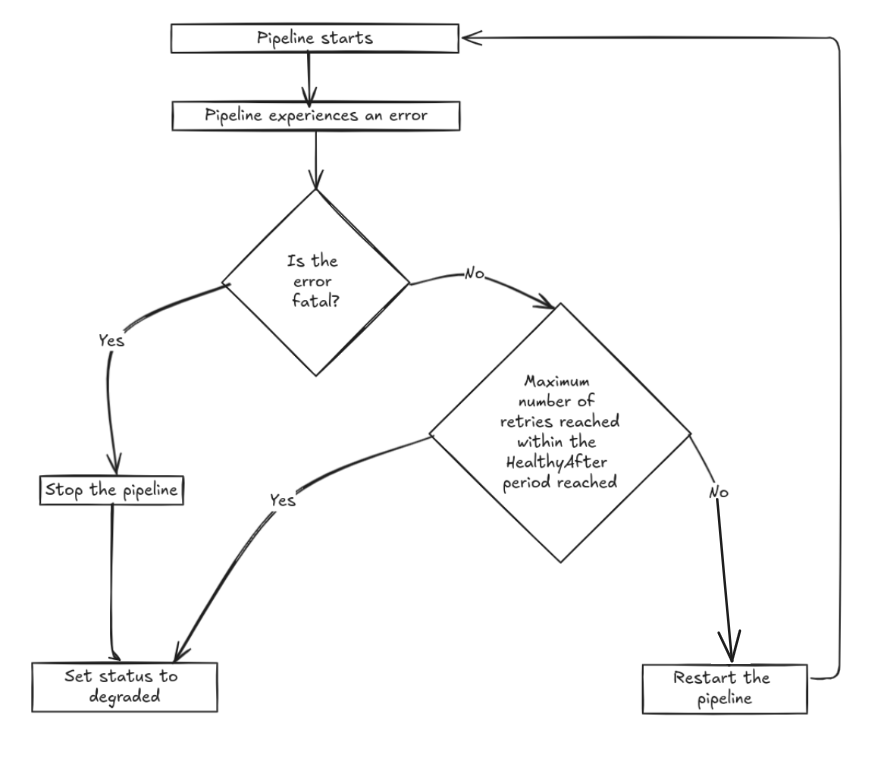 Pipeline starts
Pipeline experiences an error
Is the
error
fatal?
No
Yes
Maximum
number of
retries reached
within the
HealthyAfter
period reached
Stop the pipeline
Yes
No
Set status to
degraded
Restart the
pipeline